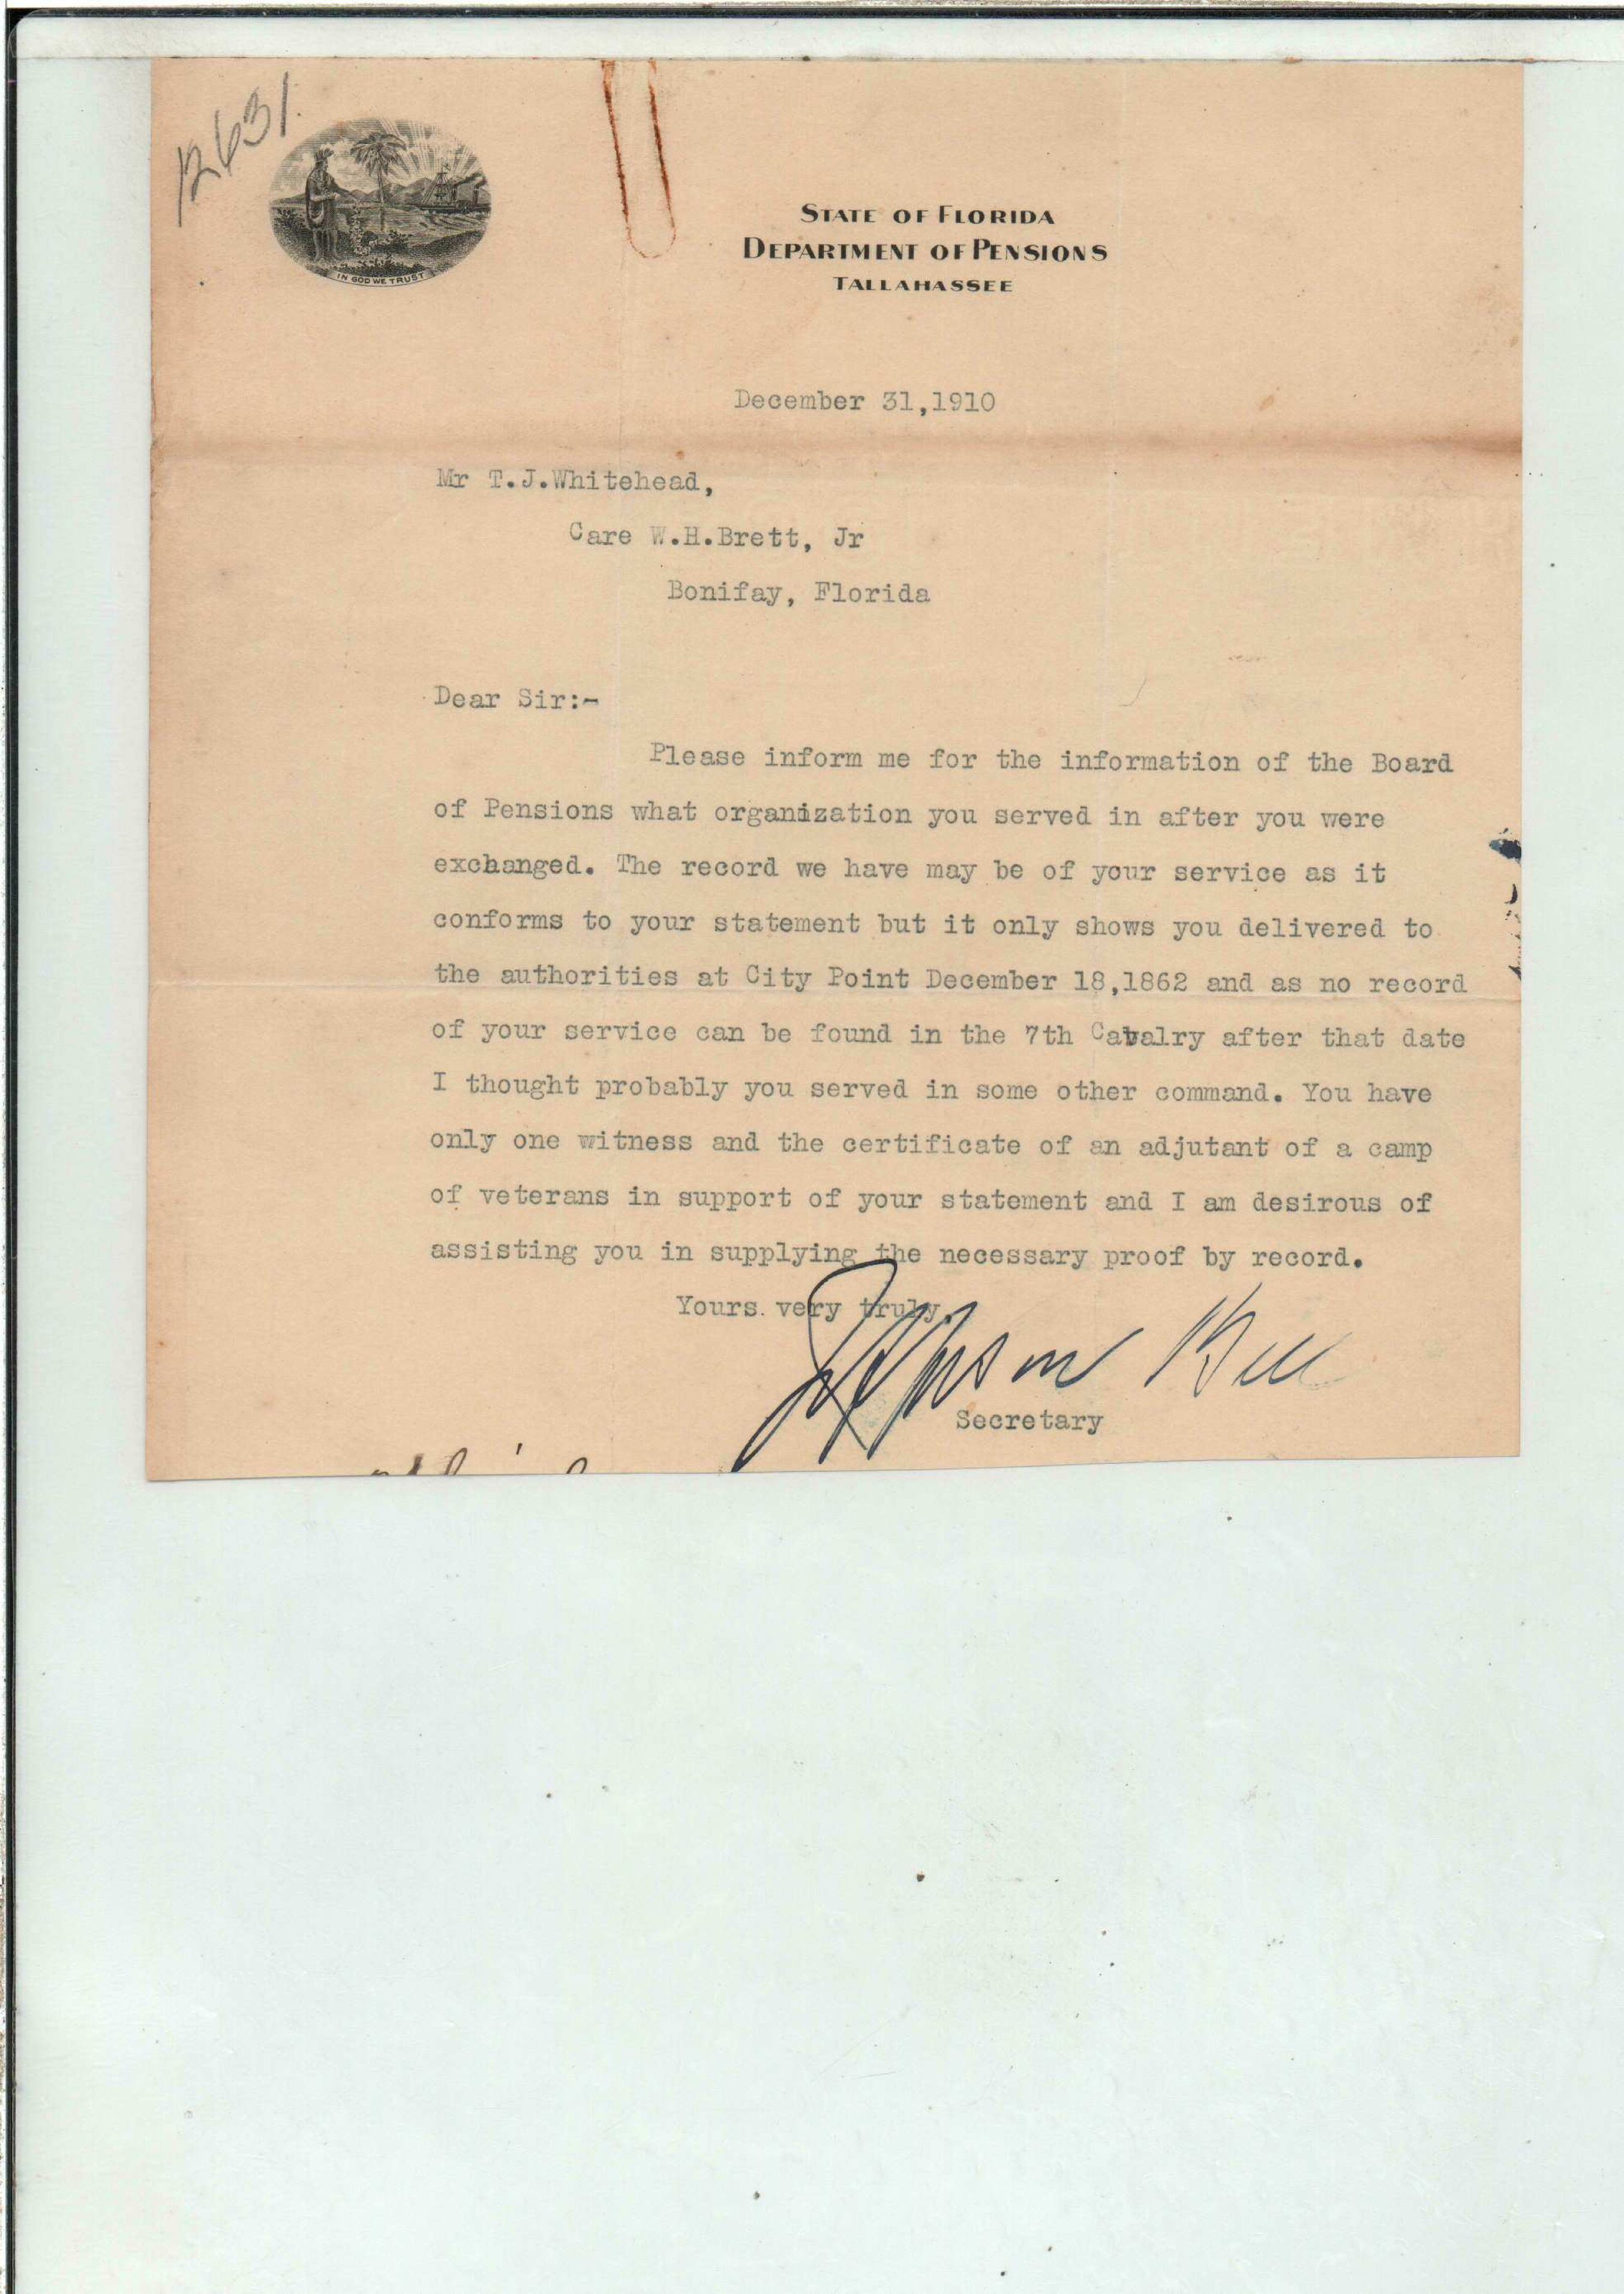 12631.
IN GOD WE TRUST
STATE OF FLORIDA
DEPARTMENT OF PENSIONS
TALLAHASSEE
December 31,1910
Mr T.J.Whitehead,
Care W.H.Brett, Jr
Bonifay, Florida
Dear Sir:-
Please inform me for the information of the Board
of Pensions what organization you served in after you were
exchanged. The record we have may be of your service as it
conforms to your statement but it only shows you delivered to
the authorities at City Point December 18,1862 and as no record
of your service can be found in the 7th Cavalry after that date
I thought probably you served in some other command. You have
only one witness and the certificate of an adjutant of a camp
of veterans in support of your statement and I am desirous of
assisting you in supplying the necessary proof by record.
Yours very truly,
Secretary